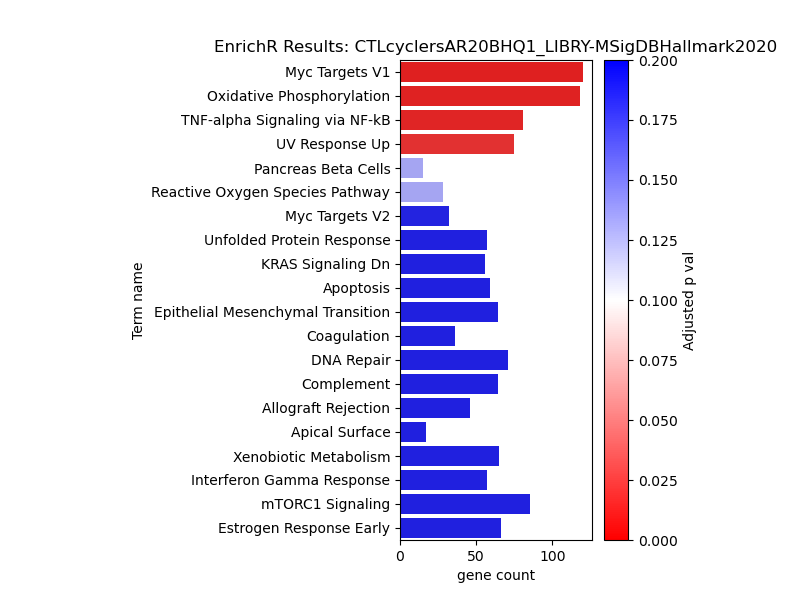 EnrichR Results: CTLcyclersAR20BHQ1_LIBRY-MSigDBHallmark2020
Term name
Myc Targets V1
Oxidative Phosphorylation
TNF-alpha Signaling via NF-kB
UV Response Up
Pancreas Beta Cells
Reactive Oxygen Species Pathway
Myc Targets V2
Unfolded Protein Response
KRAS Signaling Dn
Apoptosis
Epithelial Mesenchymal Transition
Coagulation
DNA Repair
Complement
Allograft Rejection
Apical Surface
Xenobiotic Metabolism
Interferon Gamma Response
mTORC1 Signaling
Estrogen Response Early
0 50 100
gene count
0.200
0.175
0.150
0.125
0.100
0.075
0.050
0.025
0.000
Adjusted p val